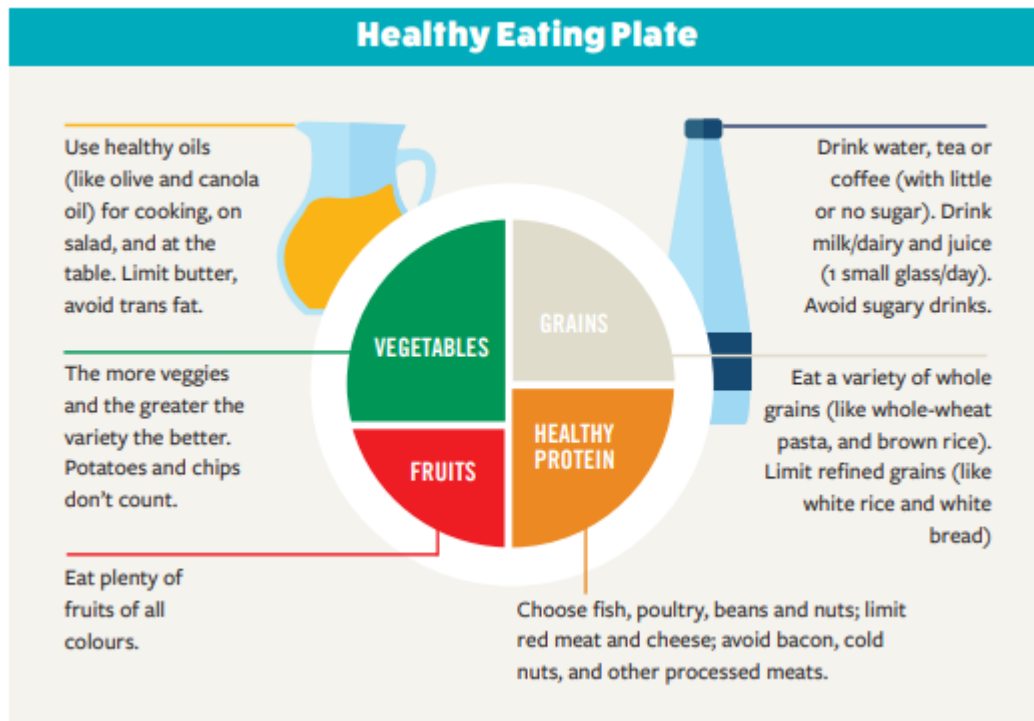 Healthy Eating Plate
Use healthy oils
(like olive and canola
oil) for cooking, on
salad, and at the
table. Limit butter,
avoid trans fat.
Drink water, tea or
coffee (with little
or no sugar). Drink
milk/dairy and juice
(1 small glass/day).
Avoid sugary drinks.
VEGETABLES
GRAINS
The more veggies
and the greater the
variety the better.
Potatoes and chips
don't count.
Eat a variety of whole
grains (like whole-wheat
pasta, and brown rice).
Limit refined grains (like
white rice and white
bread)
FRUITS
HEALTHY
PROTEIN
Eat plenty of
fruits of all
colours.
Choose fish, poultry, beans and nuts; limit
red meat and cheese; avoid bacon, cold
nuts, and other processed meats.